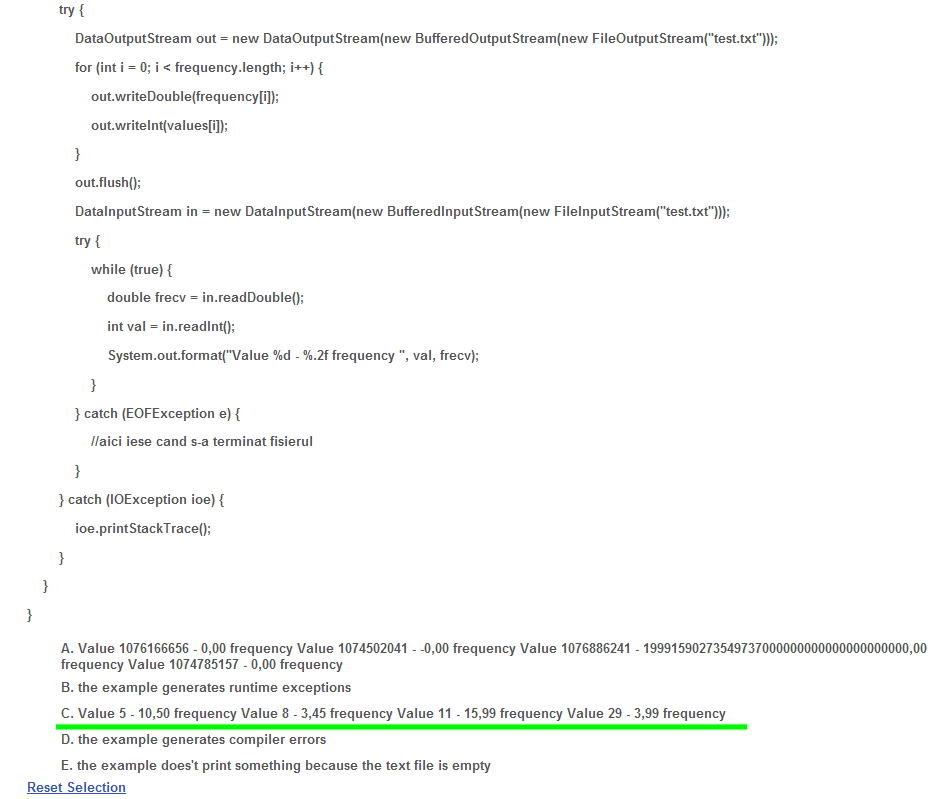 try {
DataOutputStream out = new DataOutputStream(new BufferedOutputStream(new FileOutputStream("test.txt")));
for (int i = 0; i < frequency.length; i++) {
out.writeDouble(frequency[i]);
out.writeInt(values[i]);
}
out.flush();
DataInputStream in = new DataInputStream(new BufferedInputStream(new FileInputStream("test.txt")));
try {
while (true) {
double frecv = in.readDouble();
int val = in.readInt();
System.out.format("Value %d - %.2f frequency ", val, frecv);
}
} catch (EOFException e) {
//aici iese cand s-a terminat fisierul
}
} catch (IOException ioe) {
ioe.printStackTrace();
}
}
}
A. Value 1076166656 - 0,00 frequency Value 1074502041 - -0,00 frequency Value 1076886241 - 19991590273549737000000000000000000000,00
frequency Value 1074785157 - 0,00 frequency
B. the example generates runtime exceptions
C. Value 5 - 10,50 frequency Value 8 - 3,45 frequency Value 11 - 15,99 frequency Value 29 - 3,99 frequency
D. the example generates compiler errors
E. the example does't print something because the text file is empty
Reset Selection